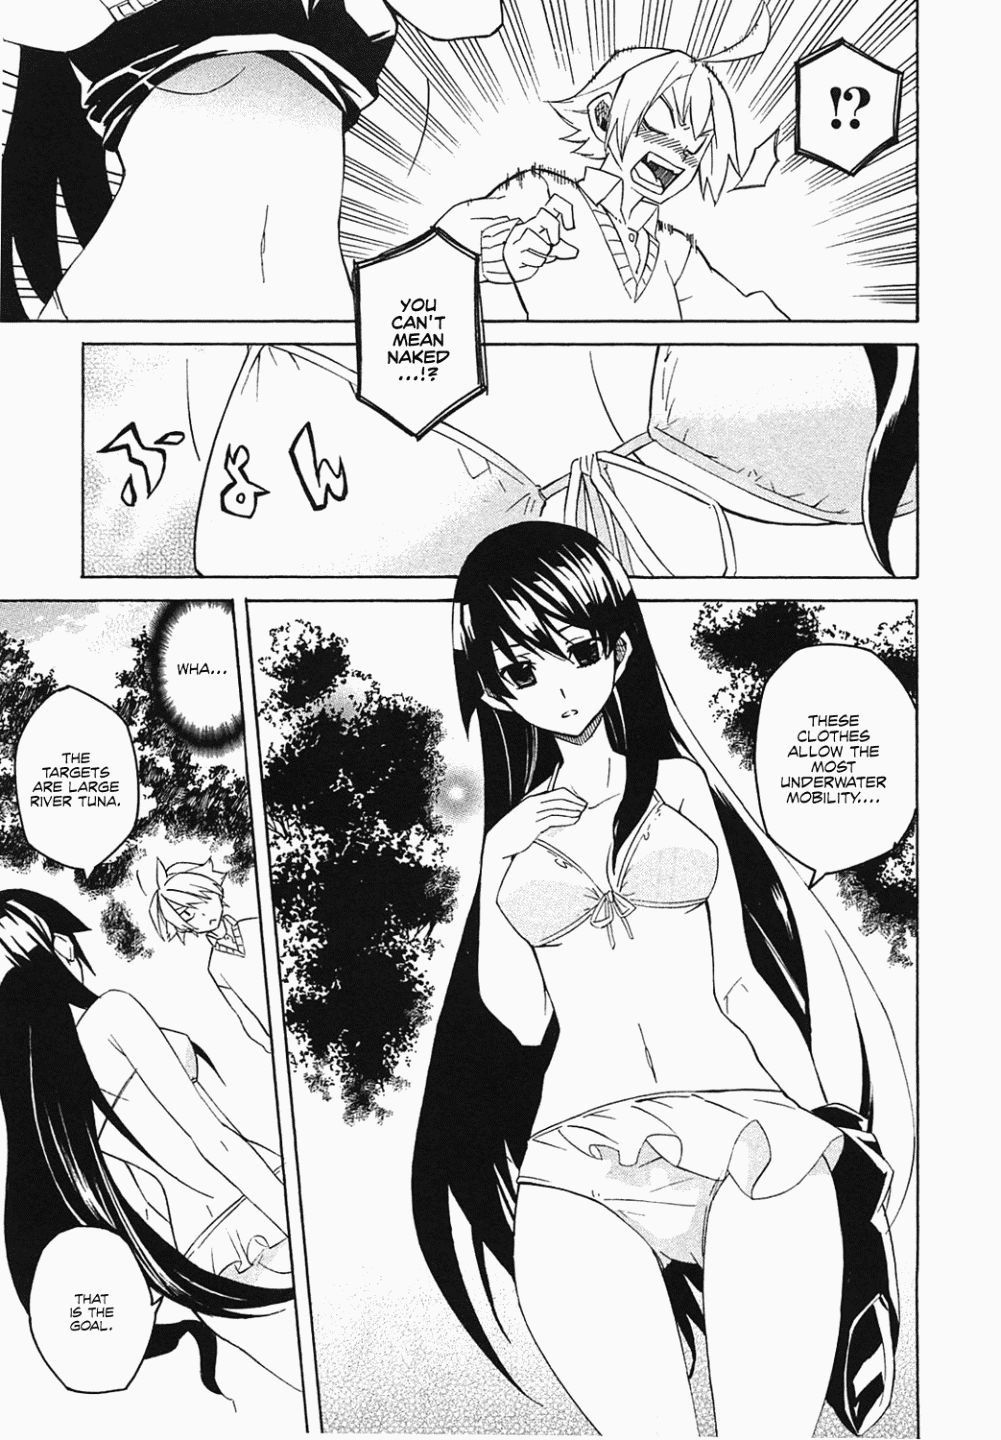 !?
YOU
CAN'T
MEAN
NAKED
...!?
ぷ
よ
ん
THESE
CLOTHES
ALLOW THE
MOST
UNDERWATER
MOBILITY....
WHA...
THE
TARGETS
ARE LARGE
RIVER TUNA.
THAT
IS THE
GOAL.